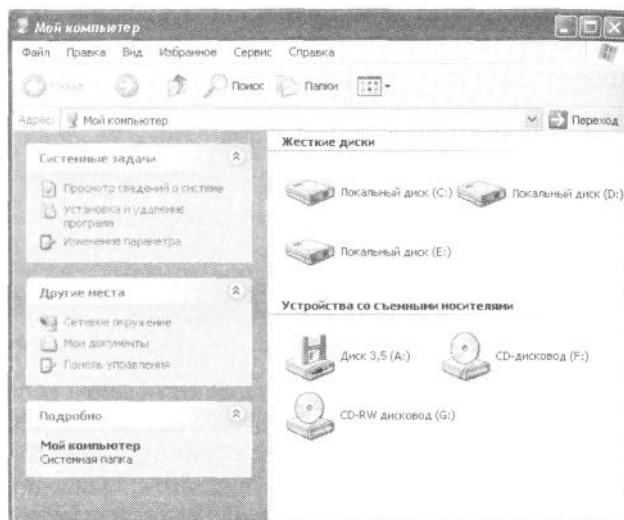 Мой компьютер
Файл Правка Вид Избранное Сервис Справка
Назад Поиск Папки
Адрес: Мой компьютер Переход
Системные задачи
Просмотр сведений о системе
Установка и удаление
программ
Изменение параметра
Другие места
Сетевое окружение
Мои документы
Панель управления
Подробно
Мой компьютер
Системная папка
Жесткие диски
Локальный диск (C:) Локальный диск (D:)
Локальный диск (E:)
Устройства со съемными носителями
Диск 3,5 (A:) CD-дисковод (F:)
CD-RW дисковод (G:)